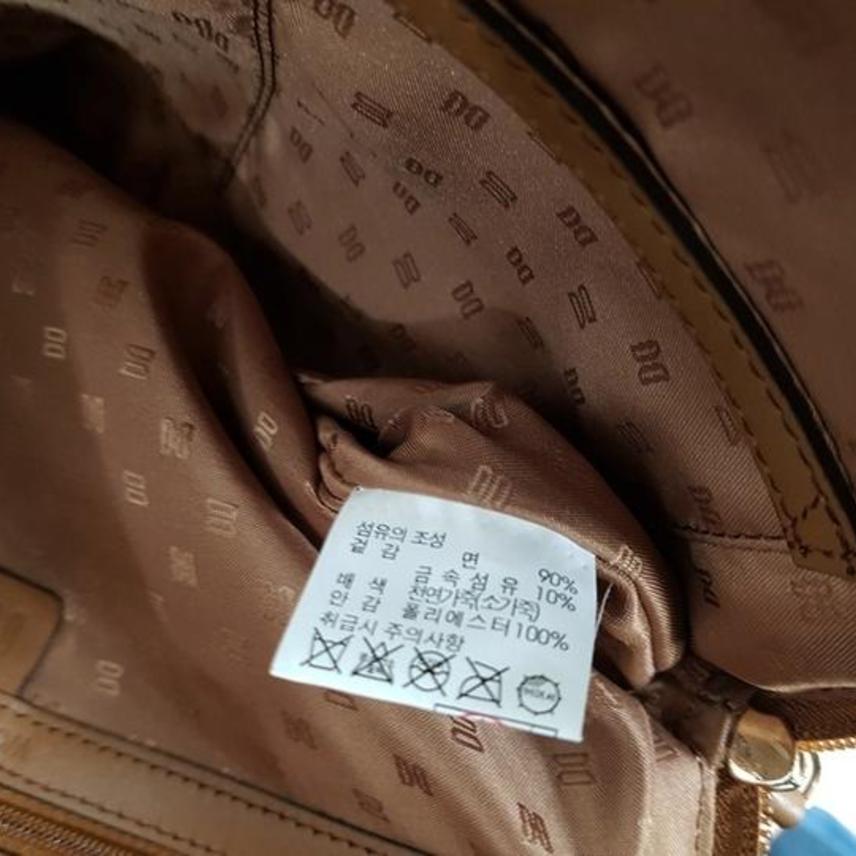 섬유의 조성
겉 감 면 90%
금속섬유 10%
배 색 천연가죽(소가죽)
안 감 폴리에스터100%
취급시 주의사항